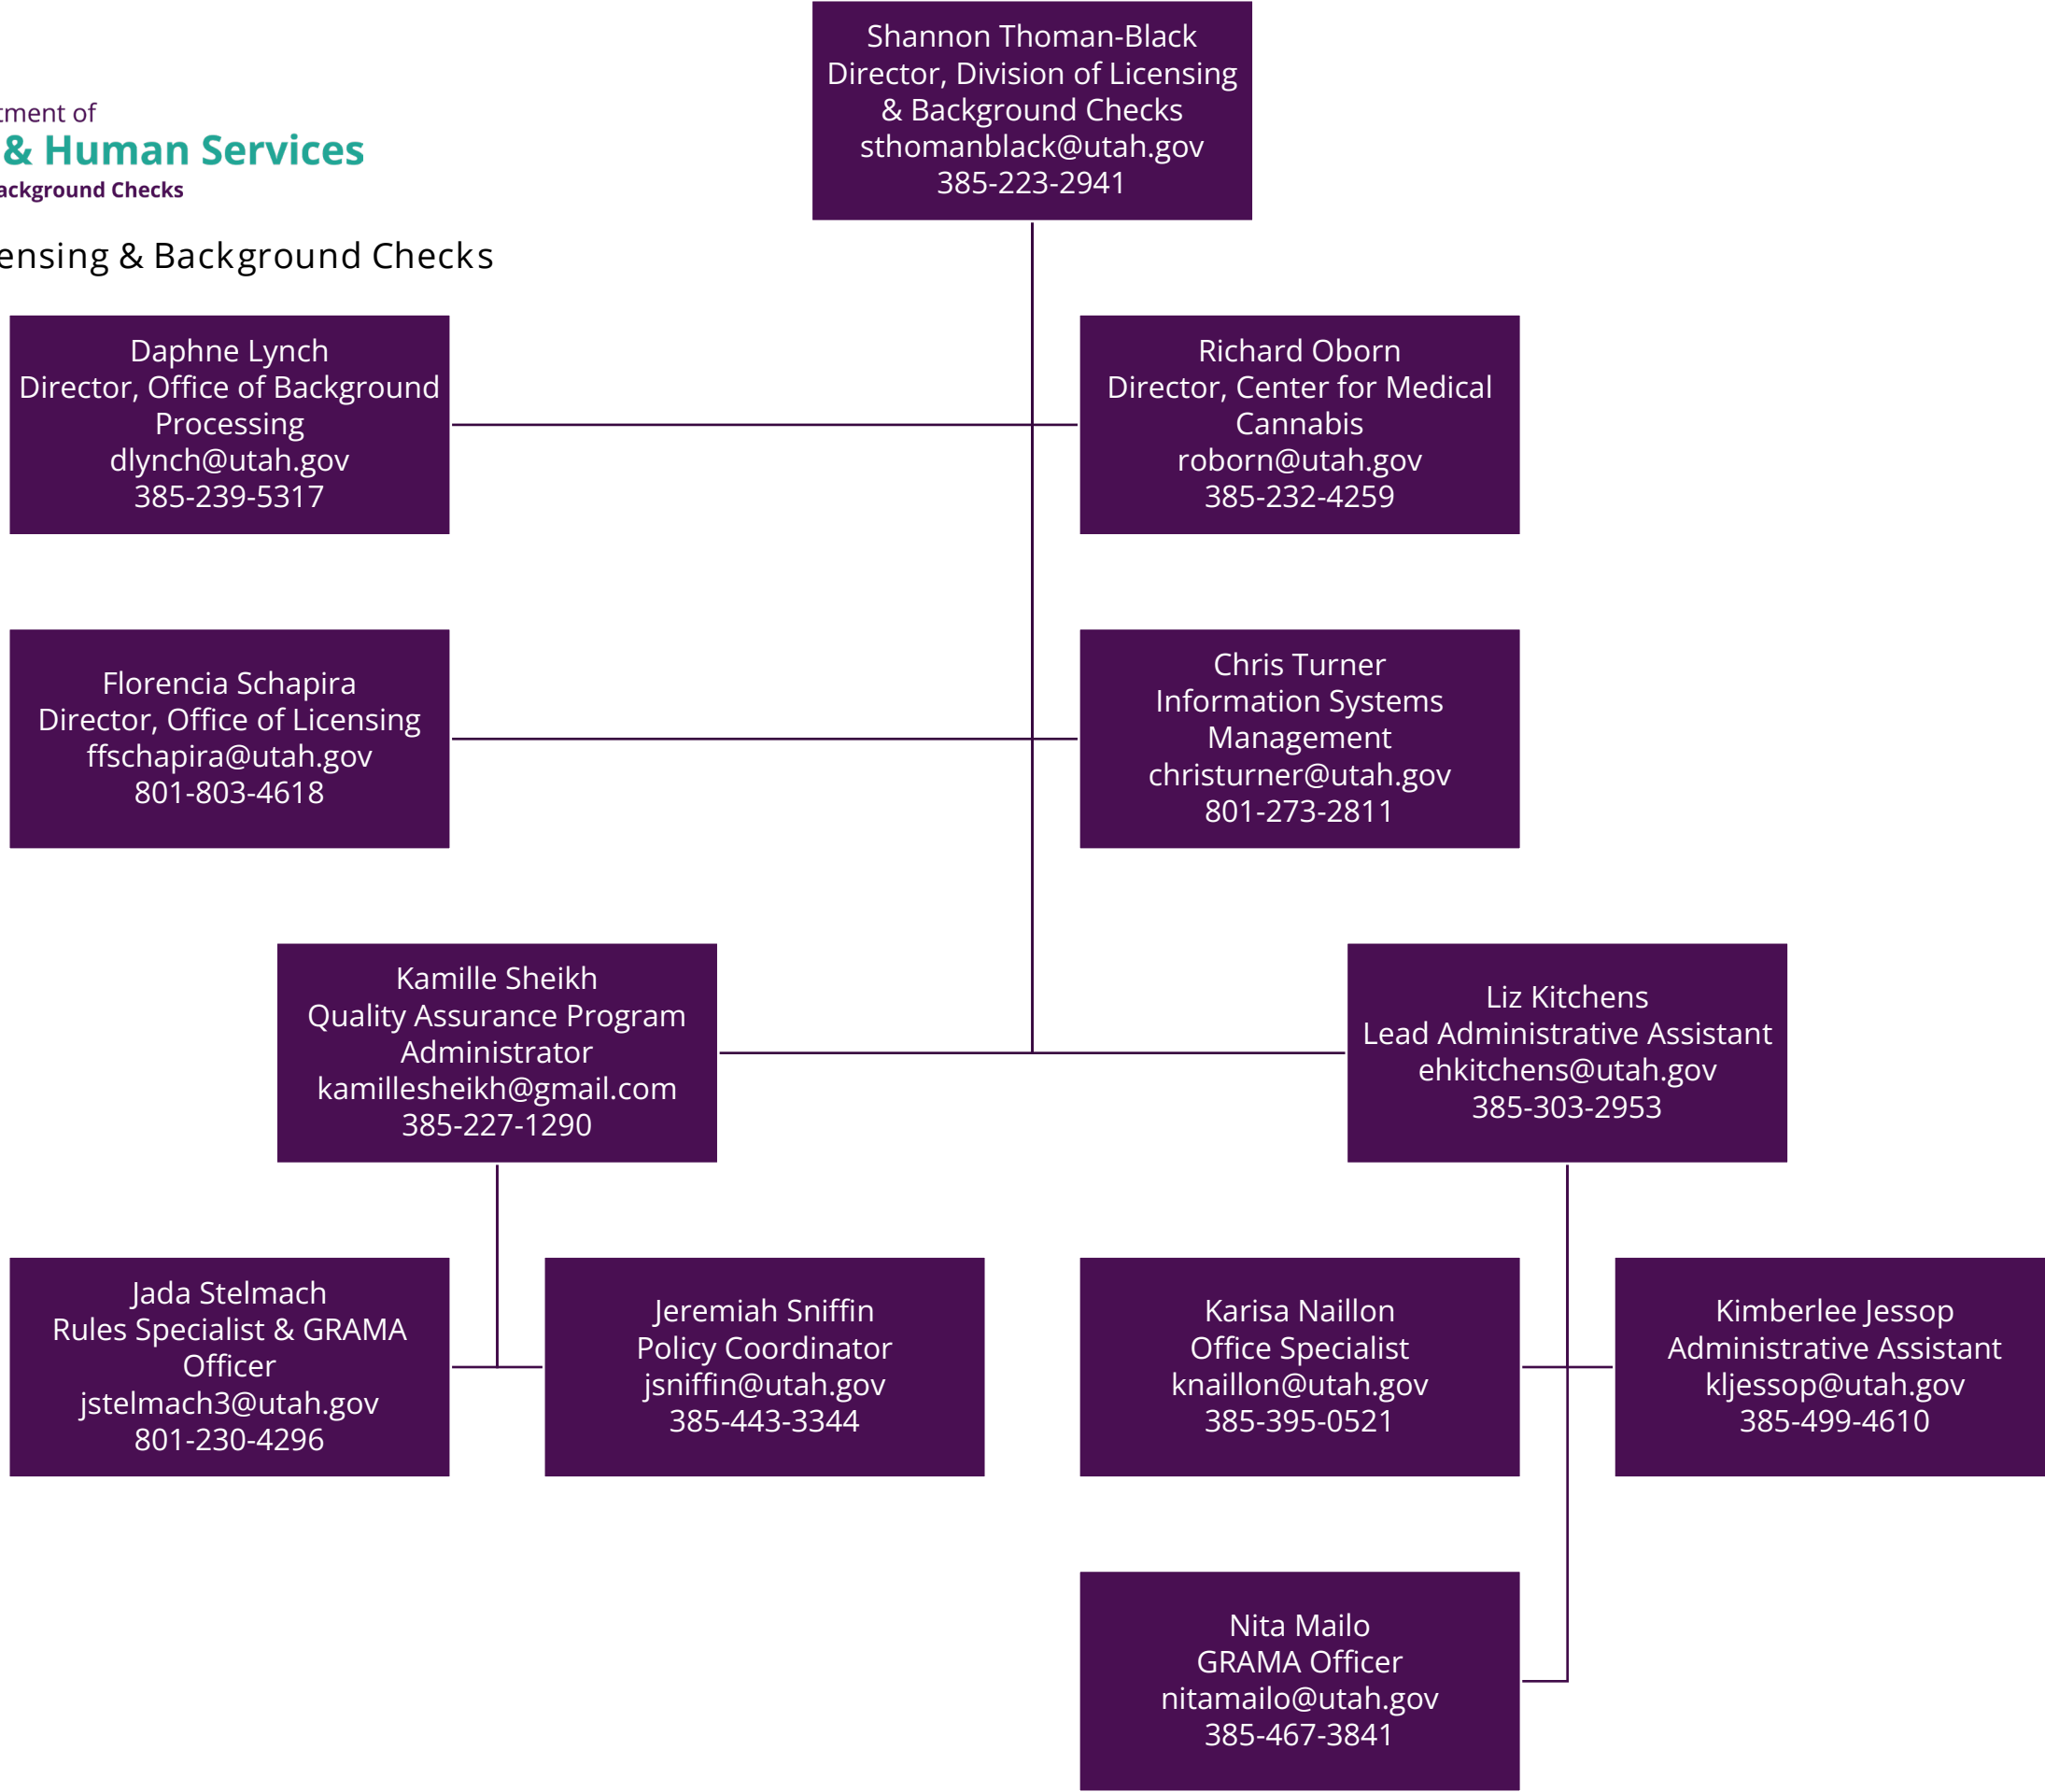 Shannon Thoman-Black
Director, Division of Licensing
& Background Checks
sthomanblack@utah.gov
385-223-2941
tment of
& Human Services
ackground Checks
ensing & Background Checks
Daphne Lynch
Director, Office of Background
Processing
dlynch@utah.gov
385-239-5317
Richard Oborn
Director, Center for Medical
Cannabis
roborn@utah.gov
385-232-4259
Florencia Schapira
Director, Office of Licensing
ffschapira@utah.gov
801-803-4618
Chris Turner
Information Systems
Management
christurner@utah.gov
801-273-2811
Kamille Sheikh
Quality Assurance Program
Administrator
kamillesheikh@gmail.com
385-227-1290
Liz Kitchens
Lead Administrative Assistant
ehkitchens@utah.gov
385-303-2953
Jada Stelmach
Rules Specialist & GRAMA
Officer
jstelmach3@utah.gov
801-230-4296
Jeremiah Sniffin
Policy Coordinator
jsniffin@utah.gov
385-443-3344
Karisa Naillon
Office Specialist
knaillon@utah.gov
385-395-0521
Kimberlee Jessop
Administrative Assistant
kljessop@utah.gov
385-499-4610
Nita Mailo
GRAMA Officer
nitamailo@utah.gov
385-467-3841